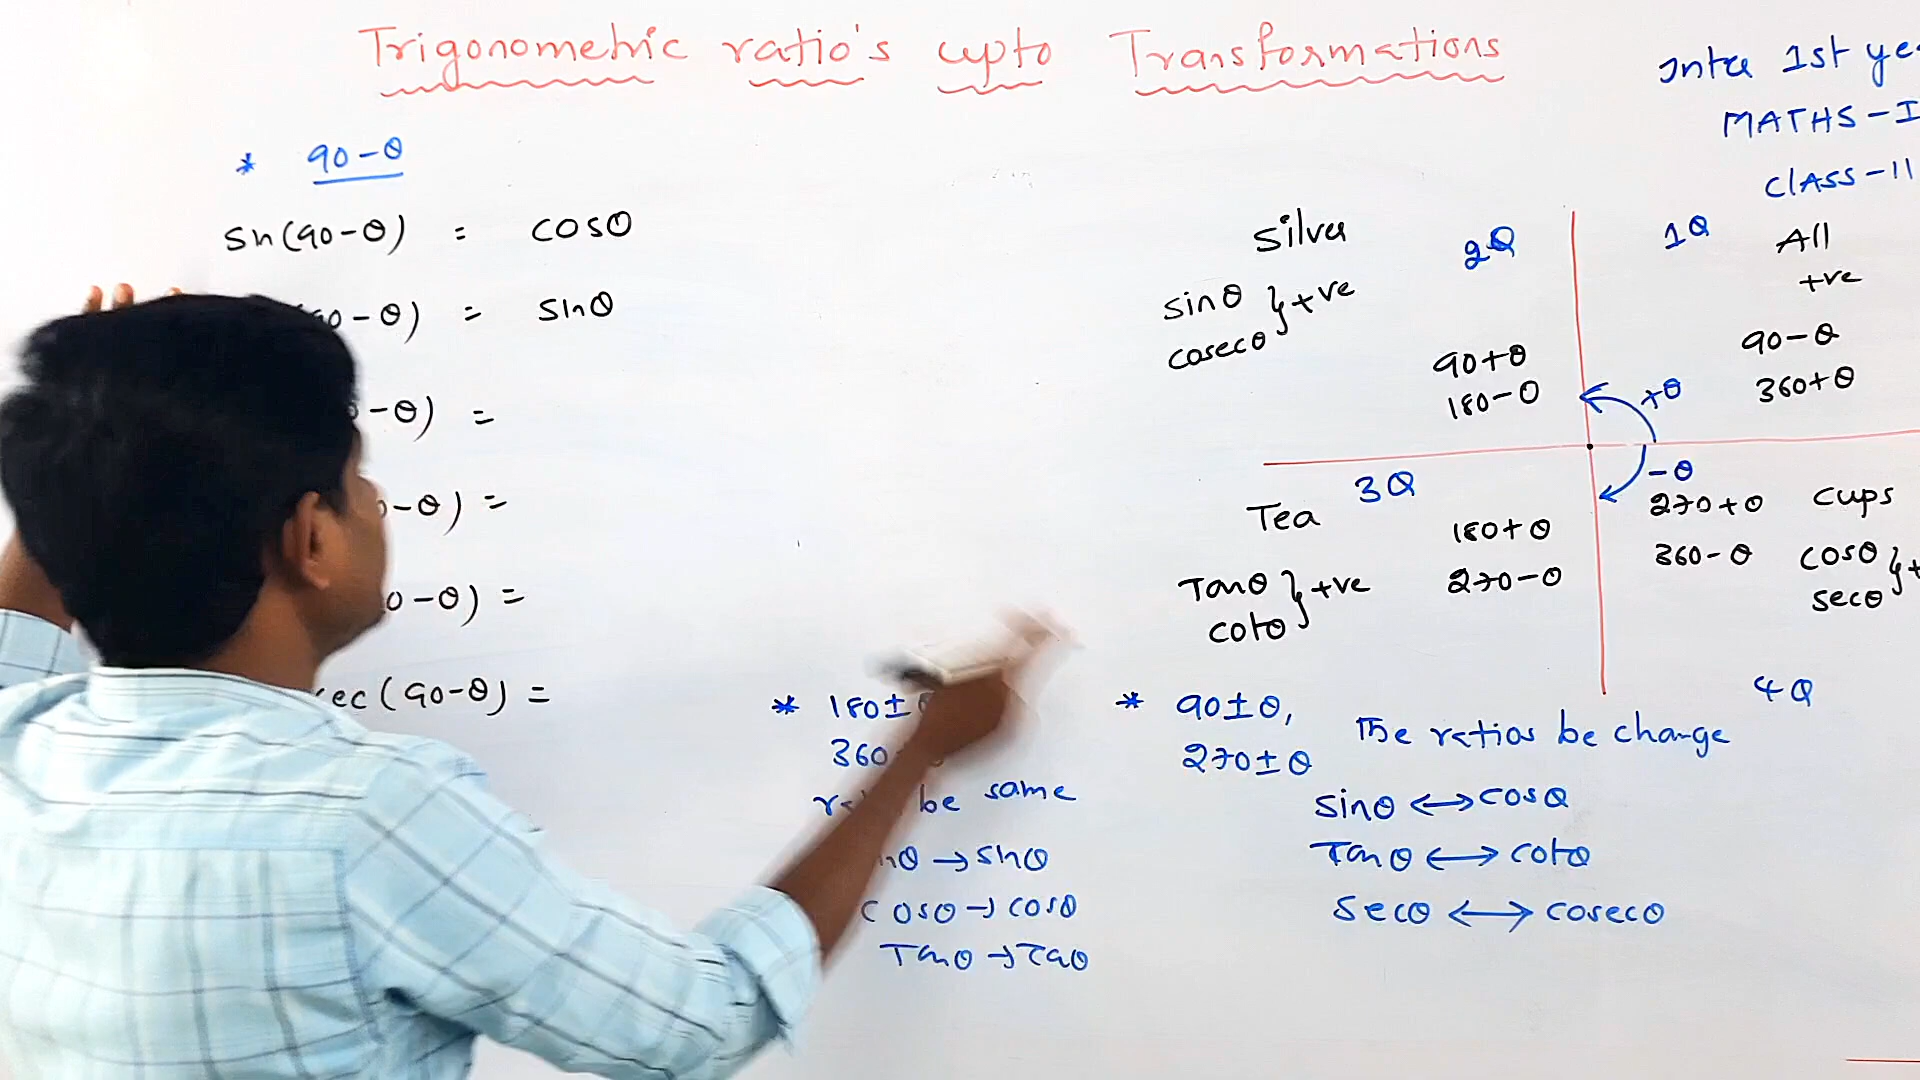 Trigonometric ratio's upto Transformations
Inter 1st ye
MATHS-I
CLASS-11
* 90-θ
Sin(90-θ) = cosθ
0-θ) = sinθ
-θ) =
-θ) =
0-θ) =
ec(90-θ) =
Silver 2Q
sinθ } +ve
cosecθ
90+θ
180-θ
1Q All
+ve
90-θ
360+θ
+θ
3Q
Tea
180+θ
Tanθ } +ve 270-θ
cotθ
-θ
270+θ cups
360-θ cosθ } +
secθ
4Q
* 180±
360
be same
nθ → sinθ
cosθ → cosθ
Tanθ → Tanθ
* 90±θ,
270±θ The ratios be change
sinθ ↔ cosθ
Tanθ ↔ cotθ
secθ ↔ cosecθ